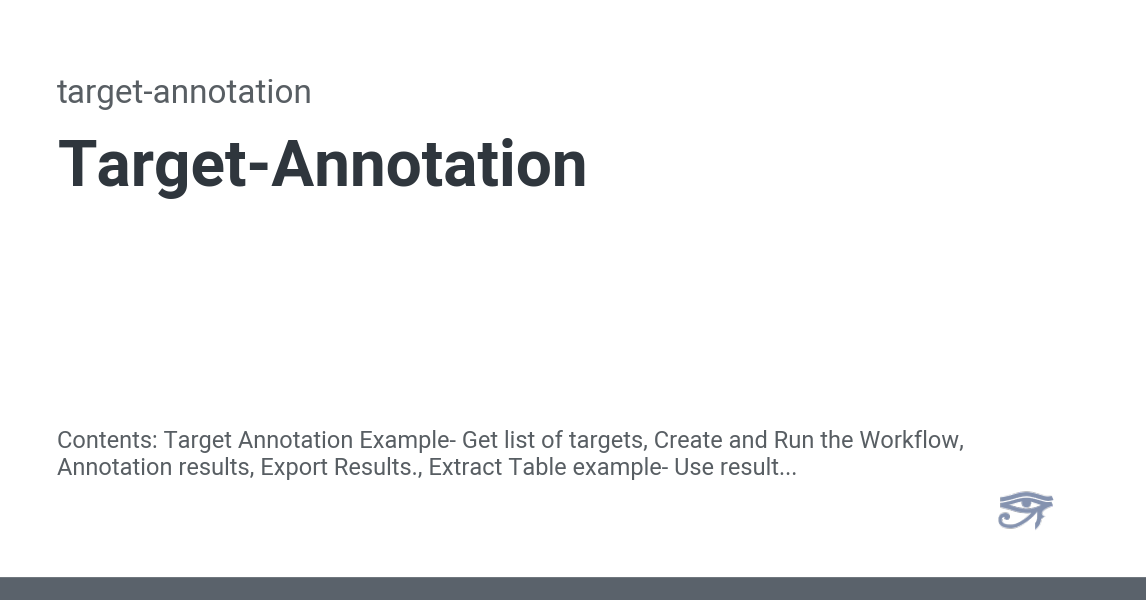 target-annotation
Target-Annotation
Contents: Target Annotation Example- Get list of targets, Create and Run the Workflow,
Annotation results, Export Results., Extract Table example- Use result...